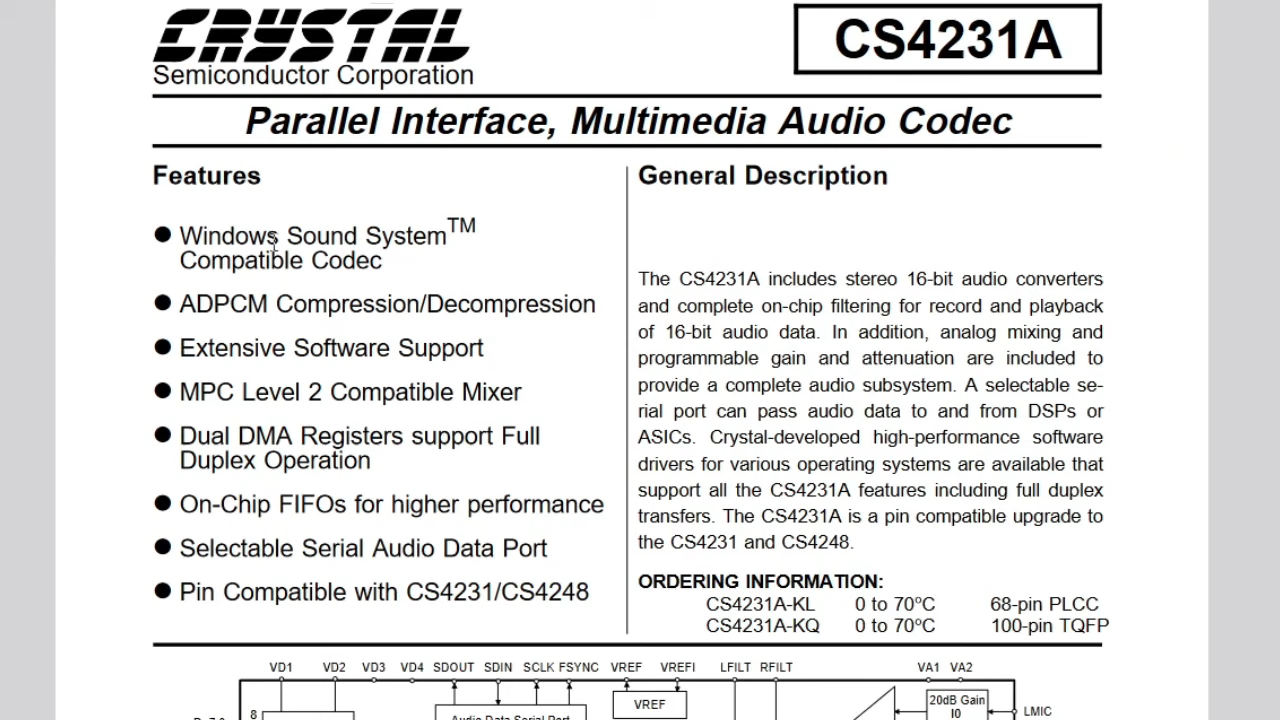 CRYSTAL
Semiconductor Corporation
CS4231A
Parallel Interface, Multimedia Audio Codec
Features
● Windows Sound System™
Compatible Codec
● ADPCM Compression/Decompression
● Extensive Software Support
● MPC Level 2 Compatible Mixer
● Dual DMA Registers support Full
Duplex Operation
● On-Chip FIFOs for higher performance
● Selectable Serial Audio Data Port
● Pin Compatible with CS4231/CS4248
General Description
The CS4231A includes stereo 16-bit audio converters
and complete on-chip filtering for record and playback
of 16-bit audio data. In addition, analog mixing and
programmable gain and attenuation are included to
provide a complete audio subsystem. A selectable se-
rial port can pass audio data to and from DSPs or
ASICs. Crystal-developed high-performance software
drivers for various operating systems are available that
support all the CS4231A features including full duplex
transfers. The CS4231A is a pin compatible upgrade to
the CS4231 and CS4248.
ORDERING INFORMATION:
CS4231A-KL 0 to 70°C 68-pin PLCC
CS4231A-KQ 0 to 70°C 100-pin TQFP
VD1 VD2 VD3 VD4 SDOUT SDIN SCLK FSYNC VREF VREFI LFILT RFILT VA1 VA2
VREF
20dB Gain
I0
LMIC
8
Audio Data Serial Port